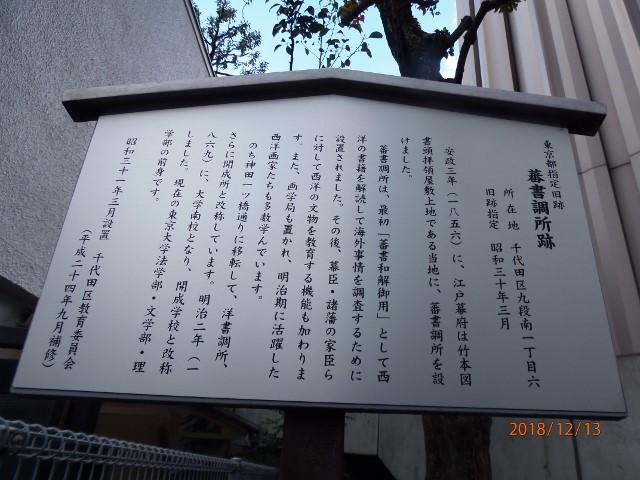 東京都指定旧跡
蕃書調所跡
所在地　千代田区九段南一丁目六
旧跡指定　昭和三十年三月
安政三年(一八五六)に、江戸幕府は竹本図
書頭拝領屋敷上地である当地に、蕃書調所を設
けました。
蕃書調所は、最初「蕃書和解御用」として西
洋の書籍を解読して海外事情を調査するために
設置されました。その後、幕臣・諸藩の家臣ら
に対して西洋の文物を教育する機能も加わりま
す。また、画学局も置かれ、明治期に活躍した
西洋画家たちも多数学んでいます。
のち神田一ツ橋通りに移転して、洋書調所、
さらに開成所と改称しています。明治二年(一
八六九)に、大学南校となり、開成学校と改称
しました。現在の東京大学法学部・文学部・理
学部の前身です。
昭和三十一年三月設置　千代田区教育委員会
(平成二十四年九月補修)
2018/12/13